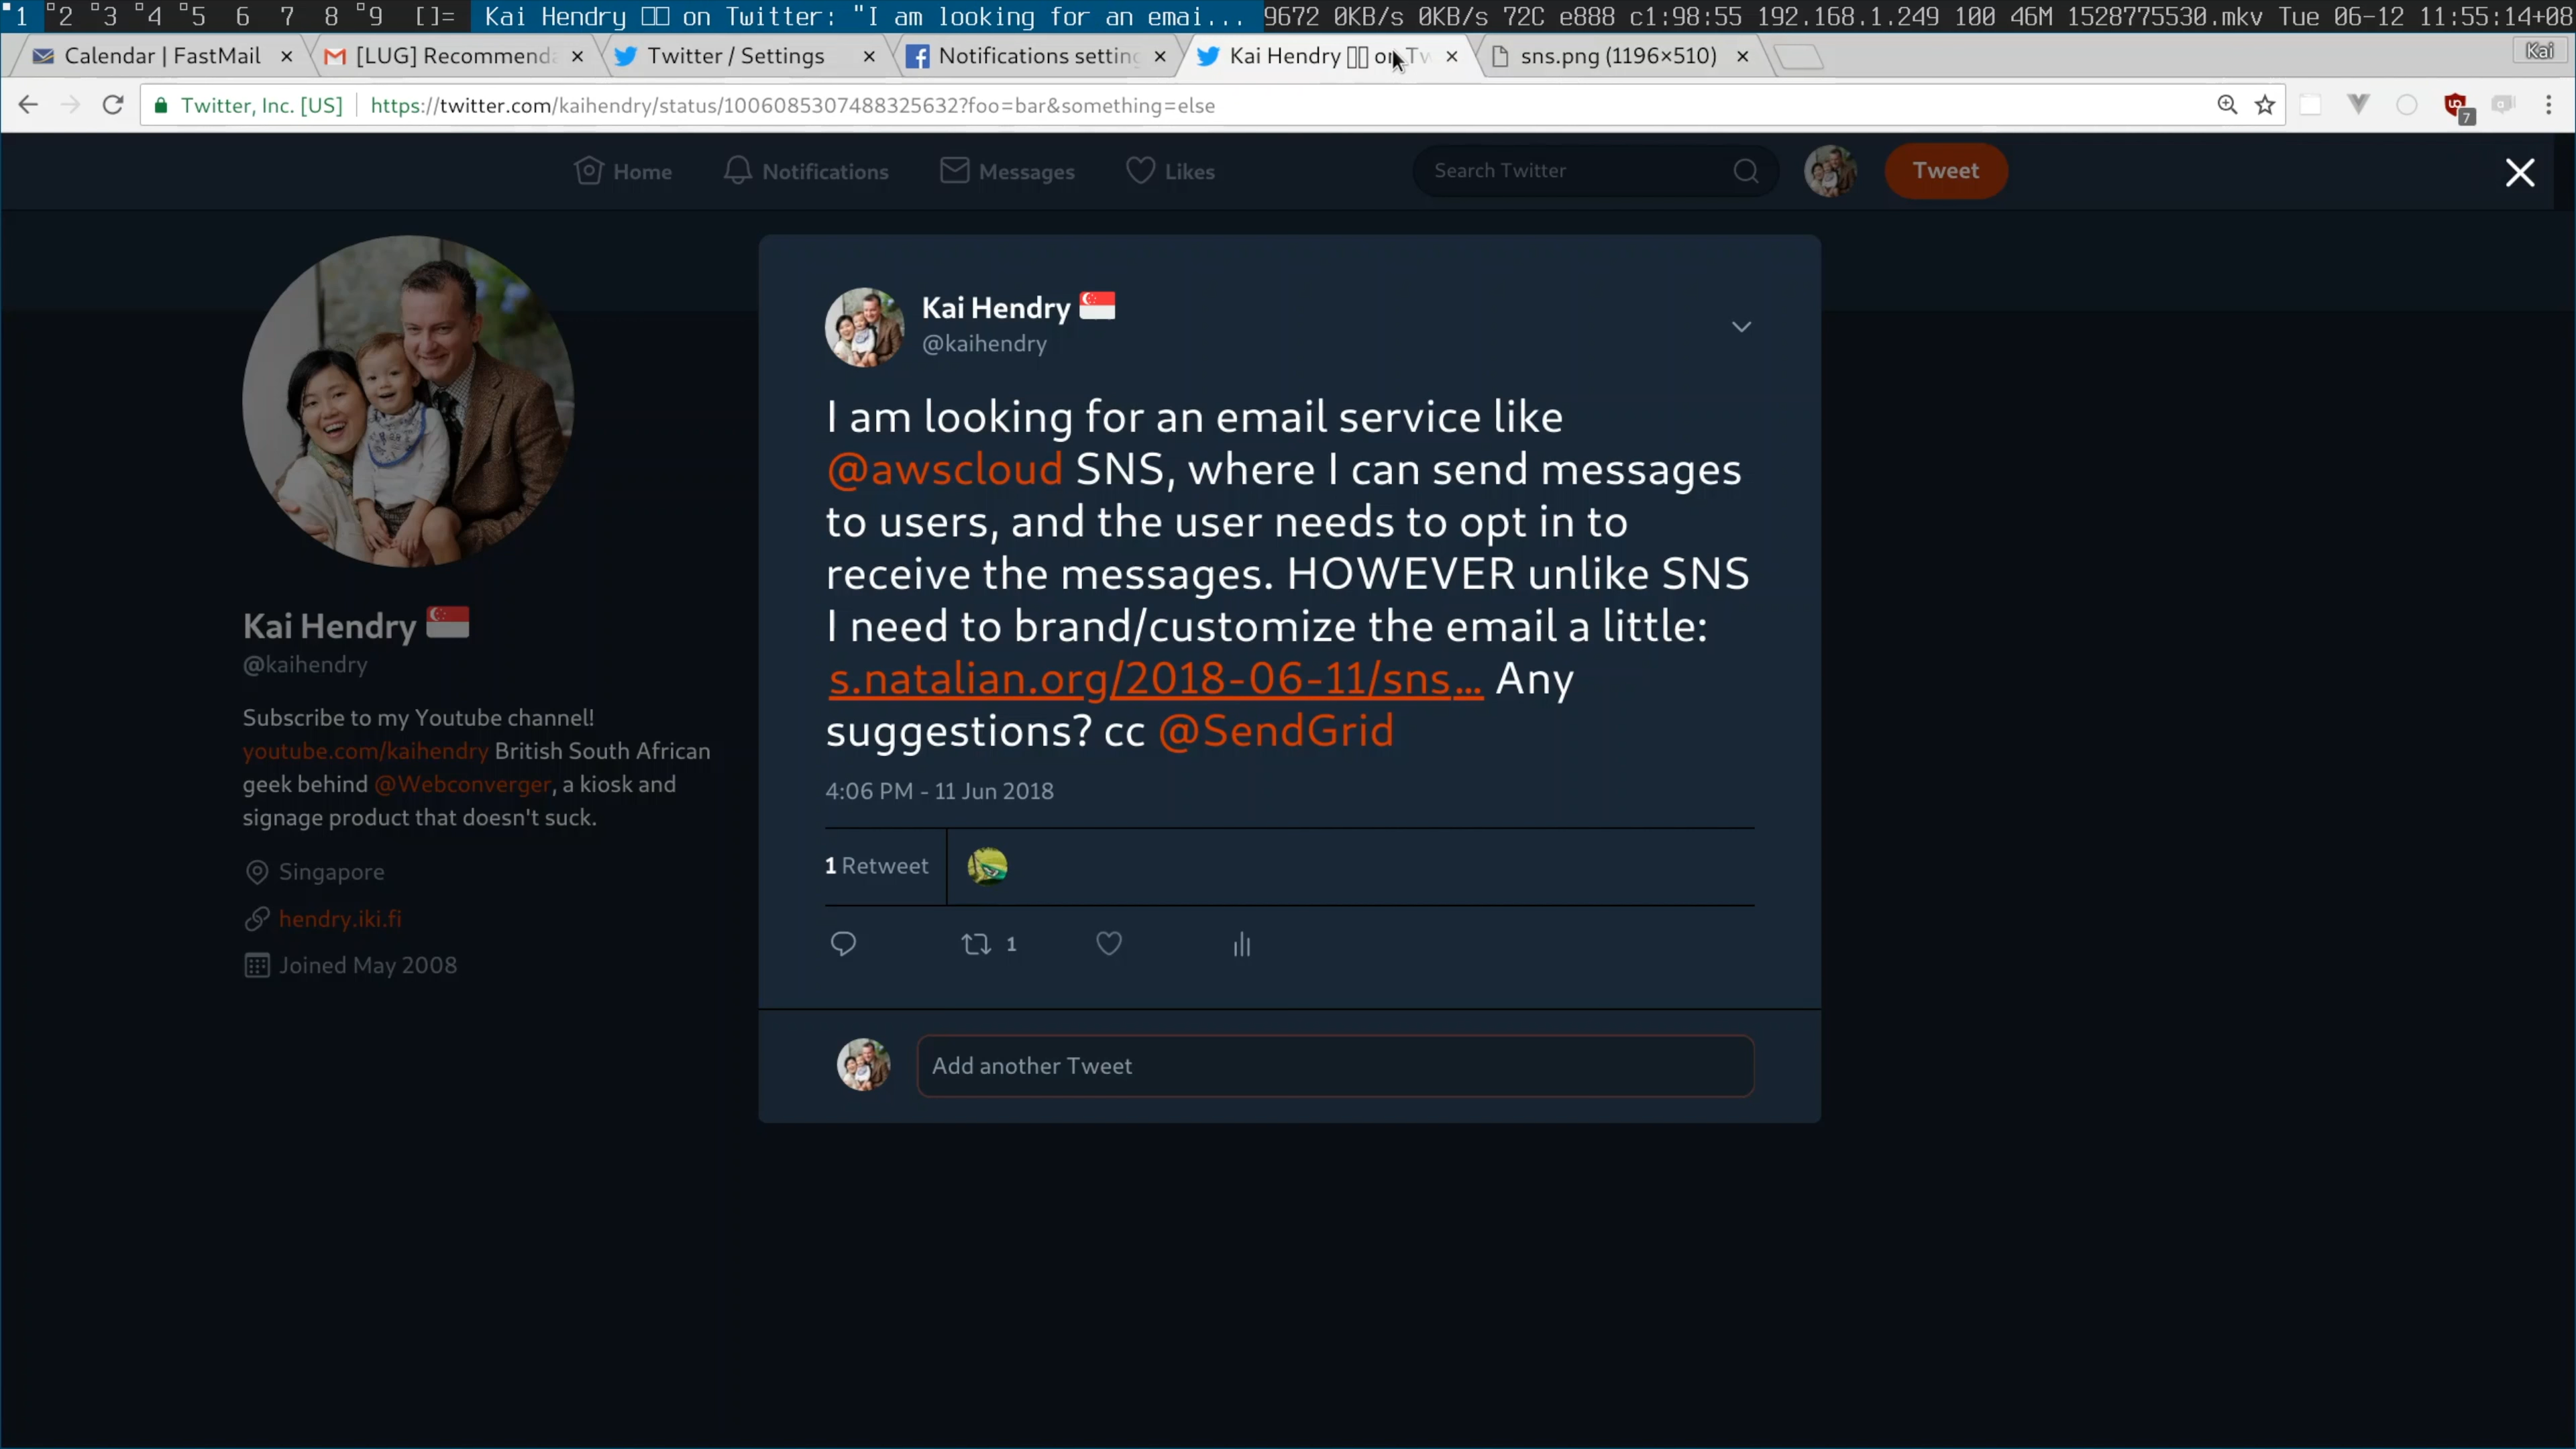 1 2 3 4 5 6 7 8 9 []= Kai Hendry on Twitter: "I am looking for an emai... 9672 0KB/s 0KB/s 72C e888 c1:98:55 192.168.1.249 100 46M 1528775530.mkv Tue 06-12 11:55:14+08
Calendar | FastMail [LUG] Recommend Twitter / Settings Notifications setting Kai Hendry on Tw sns.png (1196×510) Kai
Twitter, Inc. [US] https://twitter.com/kaihendry/status/1006085307488325632?foo=bar&something=else 7
Home Notifications Messages Likes Search Twitter Tweet
Kai Hendry
@kaihendry
Subscribe to my Youtube channel!
youtube.com/kaihendry British South African
geek behind @Webconverger, a kiosk and
signage product that doesn't suck.
Singapore
hendry.iki.fi
Joined May 2008
Kai Hendry
@kaihendry
I am looking for an email service like
@awscloud SNS, where I can send messages
to users, and the user needs to opt in to
receive the messages. HOWEVER unlike SNS
I need to brand/customize the email a little:
s.natalian.org/2018-06-11/sns... Any
suggestions? cc @SendGrid
4:06 PM - 11 Jun 2018
1 Retweet
1
Add another Tweet